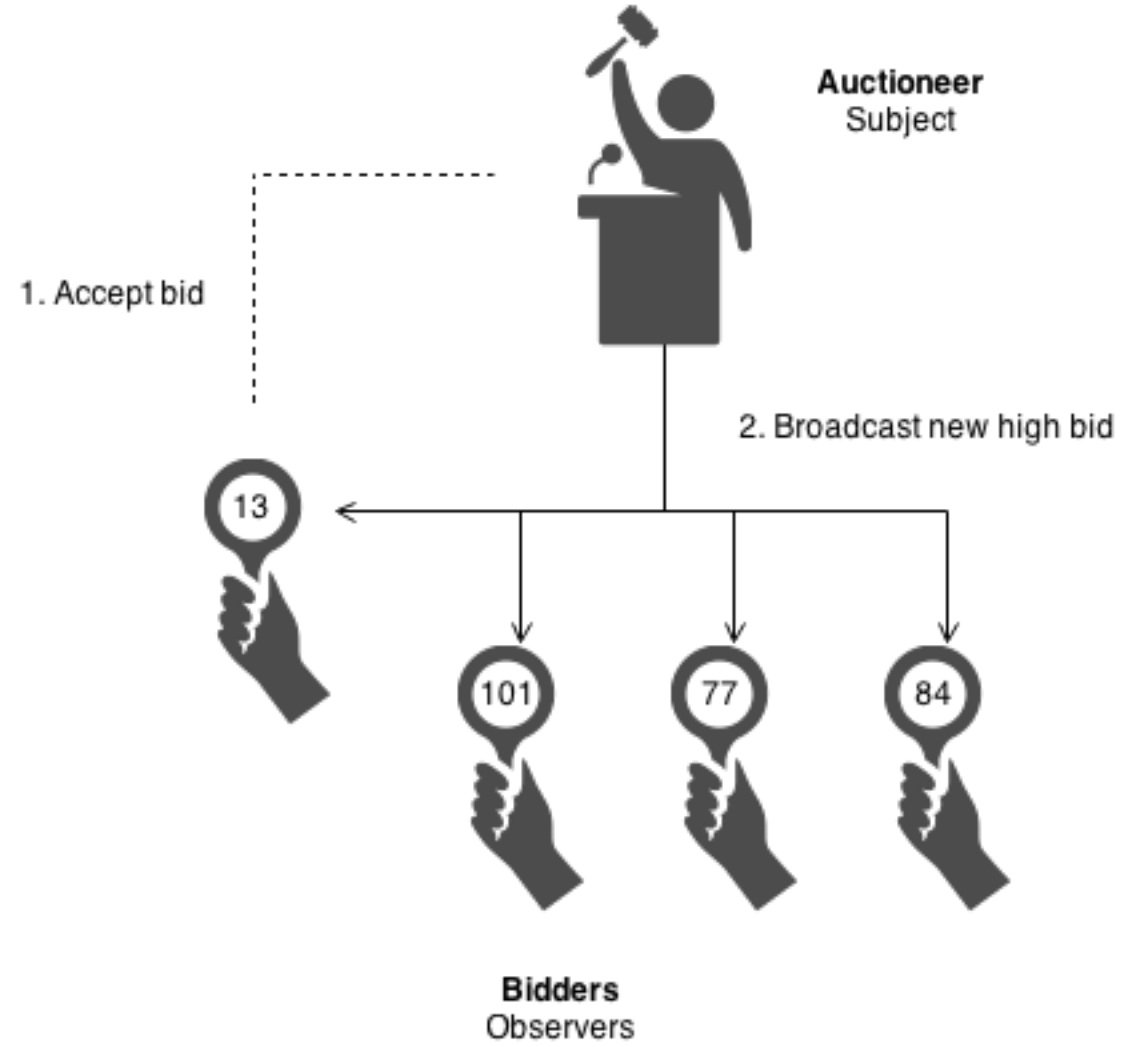 Auctioneer
Subject
1. Accept bid
2. Broadcast new high bid
13
101
77
84
Bidders
Observers